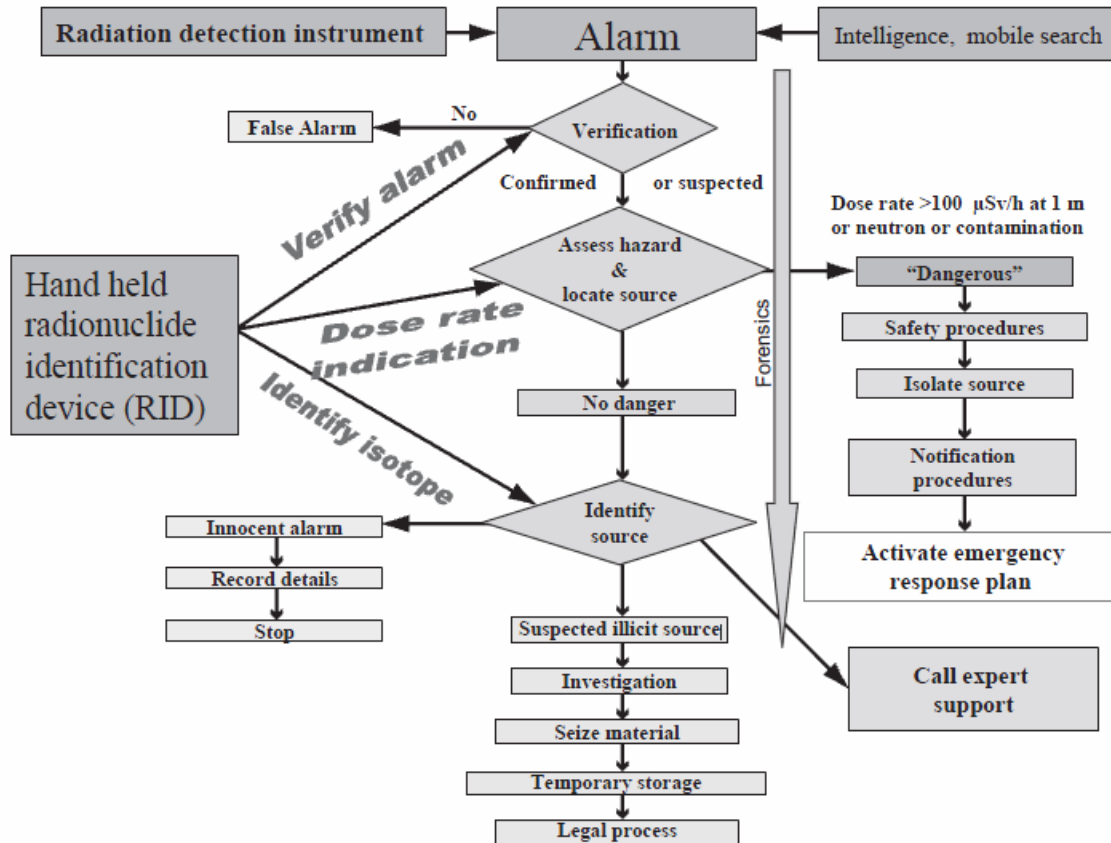 Radiation detection instrument
Alarm
Intelligence, mobile search
False Alarm
No
Verification
Verify alarm
Confirmed or suspected
Dose rate >100 μSv/h at 1 m
or neutron or contamination
Hand held
radionuclide
identification
device (RID)
Assess hazard
&
locate source
"Dangerous"
Dose rate
indication
Safety procedures
Forensics
Isolate source
No danger
Identify isotope
Notification
procedures
Identify
source
Innocent alarm
Record details
Stop
Activate emergency
response plan
Suspected illicit source
Investigation
Seize material
Temporary storage
Legal process
Call expert
support